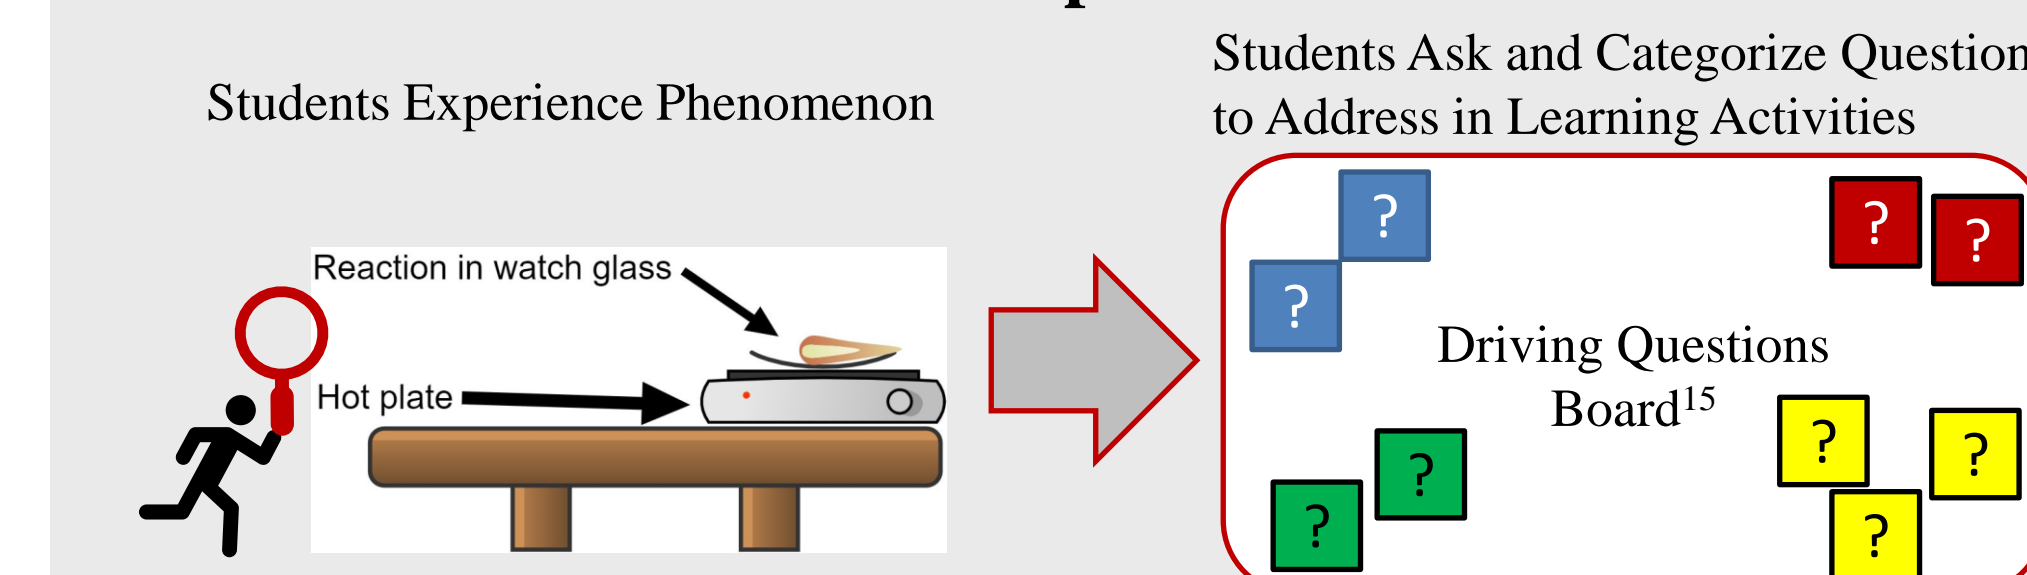 Students Experience Phenomenon
Students Ask and Categorize Question
to Address in Learning Activities
Reaction in watch glass
Hot plate
?
?
?
?
Driving Questions
Board15
?
?
?
?
?